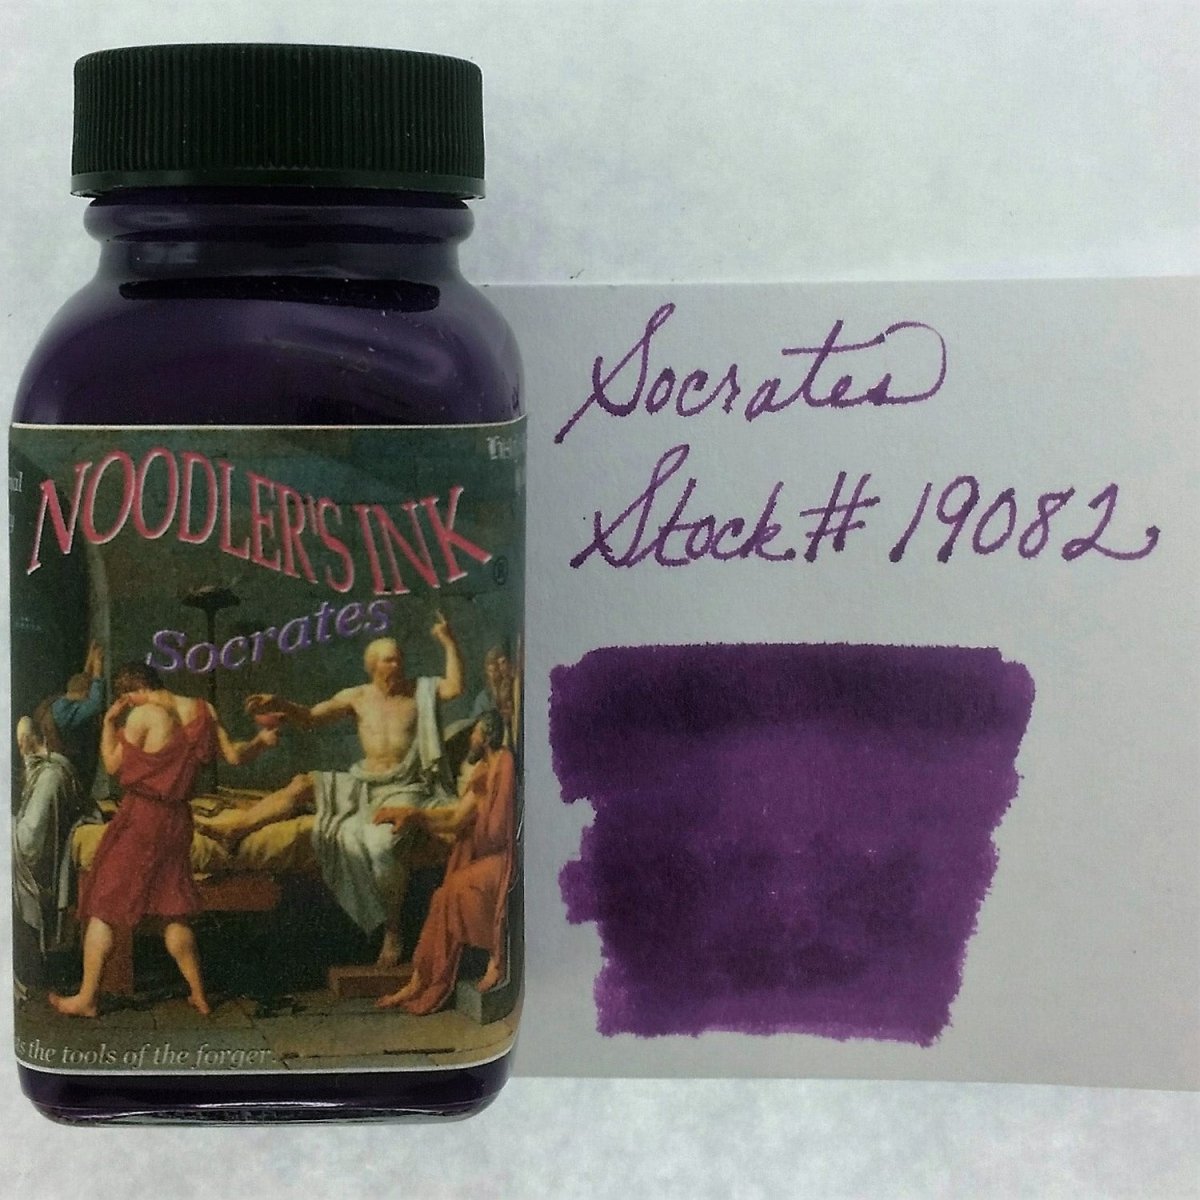 NOODLER'S INK
®
Socrates
the tools of the forger.
Socrates
Stock# 19082